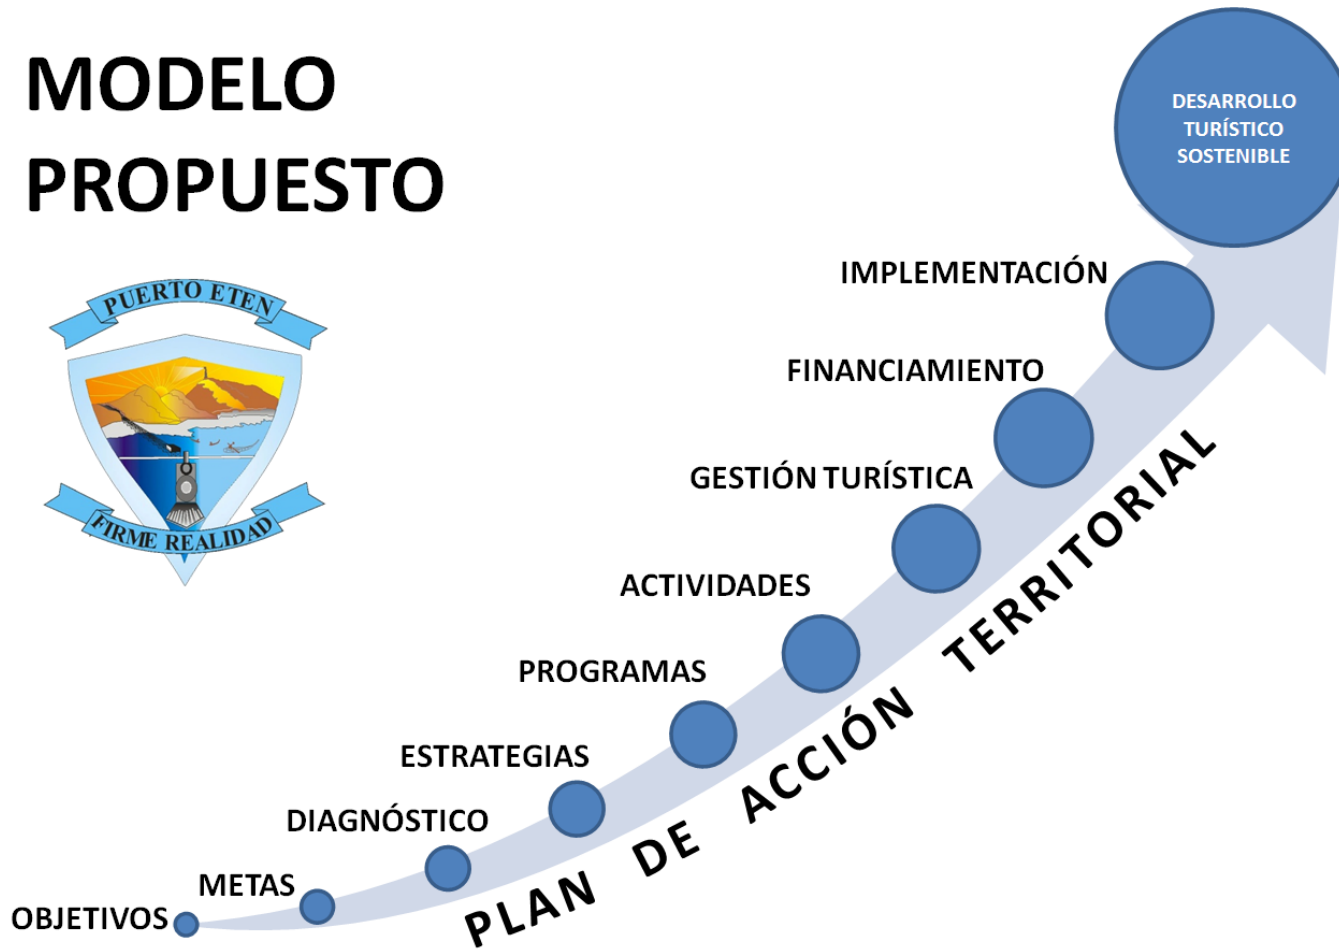 MODELO
PROPUESTO
PUERTO ETEN
FIRME REALIDAD
DESARROLLO
TURÍSTICO
SOSTENIBLE
IMPLEMENTACIÓN
FINANCIAMIENTO
GESTIÓN TURÍSTICA
ACTIVIDADES
PROGRAMAS
ESTRATEGIAS
DIAGNÓSTICO
METAS
OBJETIVOS
PLAN DE ACCIÓN TERRITORIAL